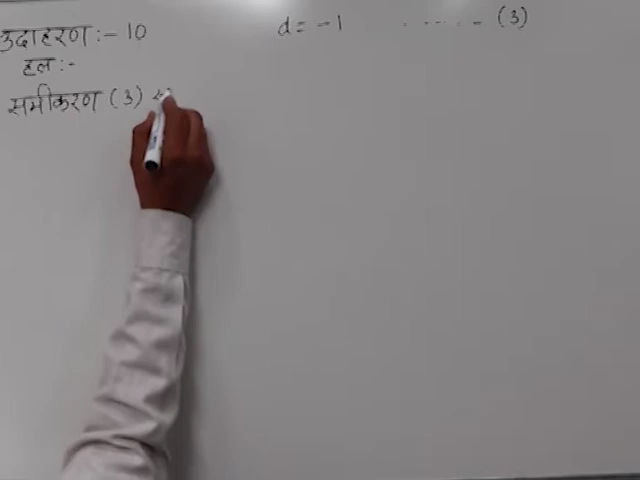 उदाहरण :- 10
d = -1 ..... - (3)
हल :-
समीकरण (3)